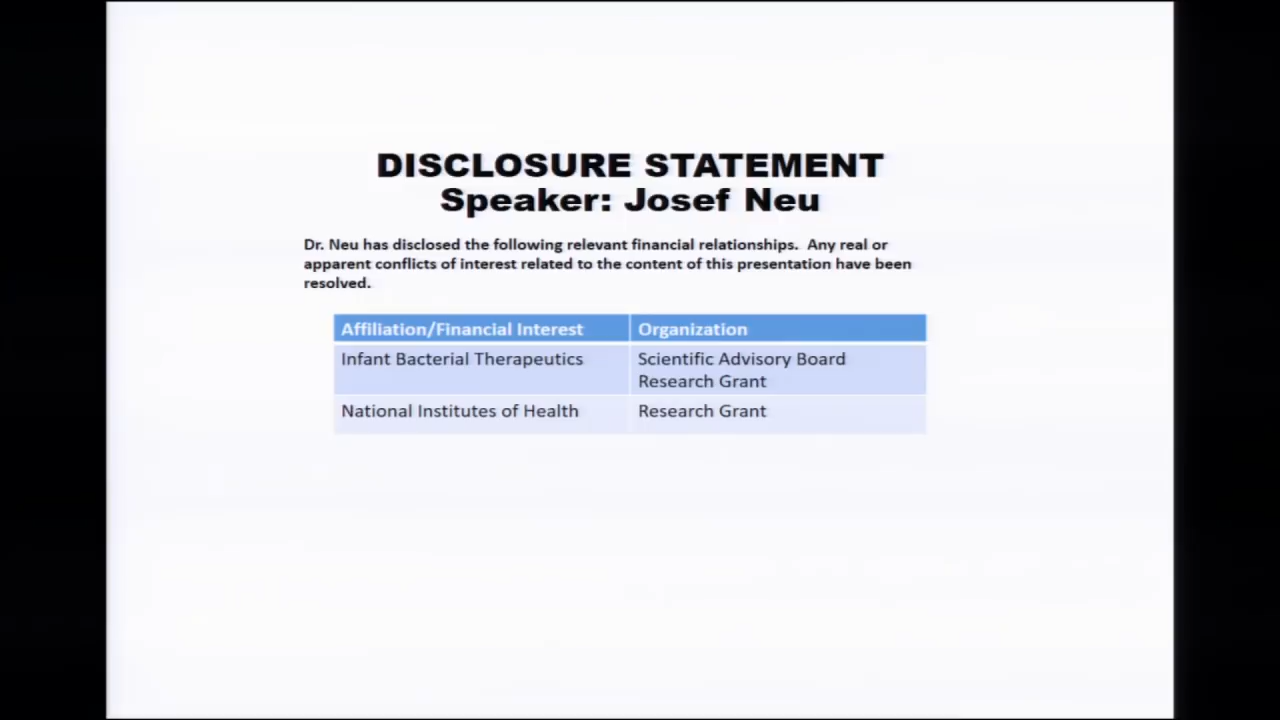 DISCLOSURE STATEMENT
Speaker: Josef Neu
Dr. Neu has disclosed the following relevant financial relationships.  Any real or
apparent conflicts of interest related to the content of this presentation have been
resolved.
Affiliation/Financial Interest
Organization
Infant Bacterial Therapeutics
Scientific Advisory Board
Research Grant
National Institutes of Health
Research Grant